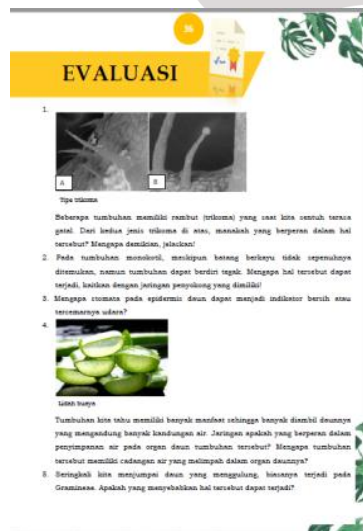 36
EVALUASI
1.
A
B
Tipe trikoma
Beberapa tumbuhan memiliki rambut (trikoma) yang saat kita sentuh terasa
gatal. Dari kedua jenis trikoma di atas, manakah yang berperan dalam hal
tersebut? Mengapa demikian, jelaskan!
2. Pada tumbuhan monokotil, meskipun batang berkayu tidak sepenuhnya
ditemukan, namun tumbuhan dapat berdiri tegak. Mengapa hal tersebut dapat
terjadi, kaitkan dengan jaringan penyokong yang dimiliki!
3. Mengapa stomata pada epidermis daun dapat menjadi indikator bersih atau
tercemarnya udara?
4.
Lidah buaya
Tumbuhan kita tahu memiliki banyak manfaat sehingga banyak diambil daunnya
yang mengandung banyak kandungan air. Jaringan apakah yang berperan dalam
penyimpanan air pada organ daun tumbuhan tersebut? Mengapa tumbuhan
tersebut memiliki cadangan air yang melimpah dalam organ daunnya?
5. Seringkali kita menjumpai daun yang menggulung, biasanya terjadi pada
Gramineae. Apakah yang menyebabkan hal tersebut dapat terjadi?